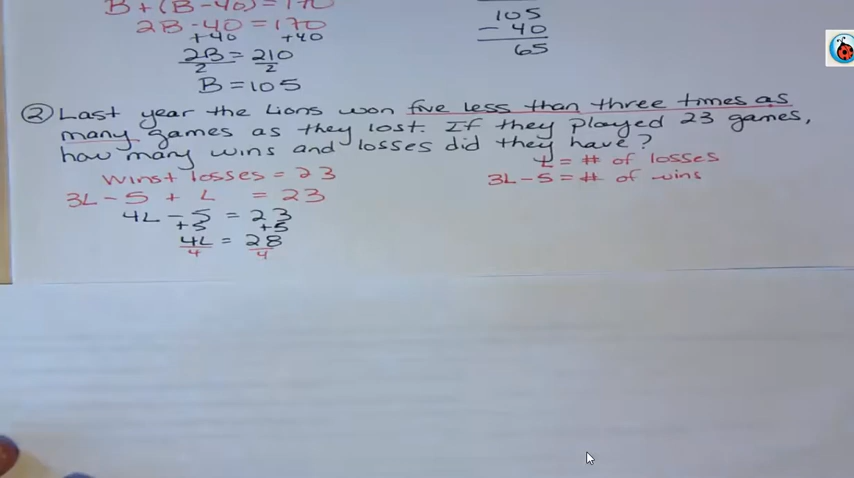 B + (B - 40) = 170
2B - 40 = 170
+40 +40
2B = 210
2 2
B = 105
105
- 40
65
② Last year the Lions won five less than three times as
many games as they lost. If they played 23 games,
how many wins and losses did they have?
L = # of losses
3L - 5 = # of wins
wins + losses = 23
3L - 5 + L = 23
4L - 5 = 23
+5 +5
4L = 28
4 4